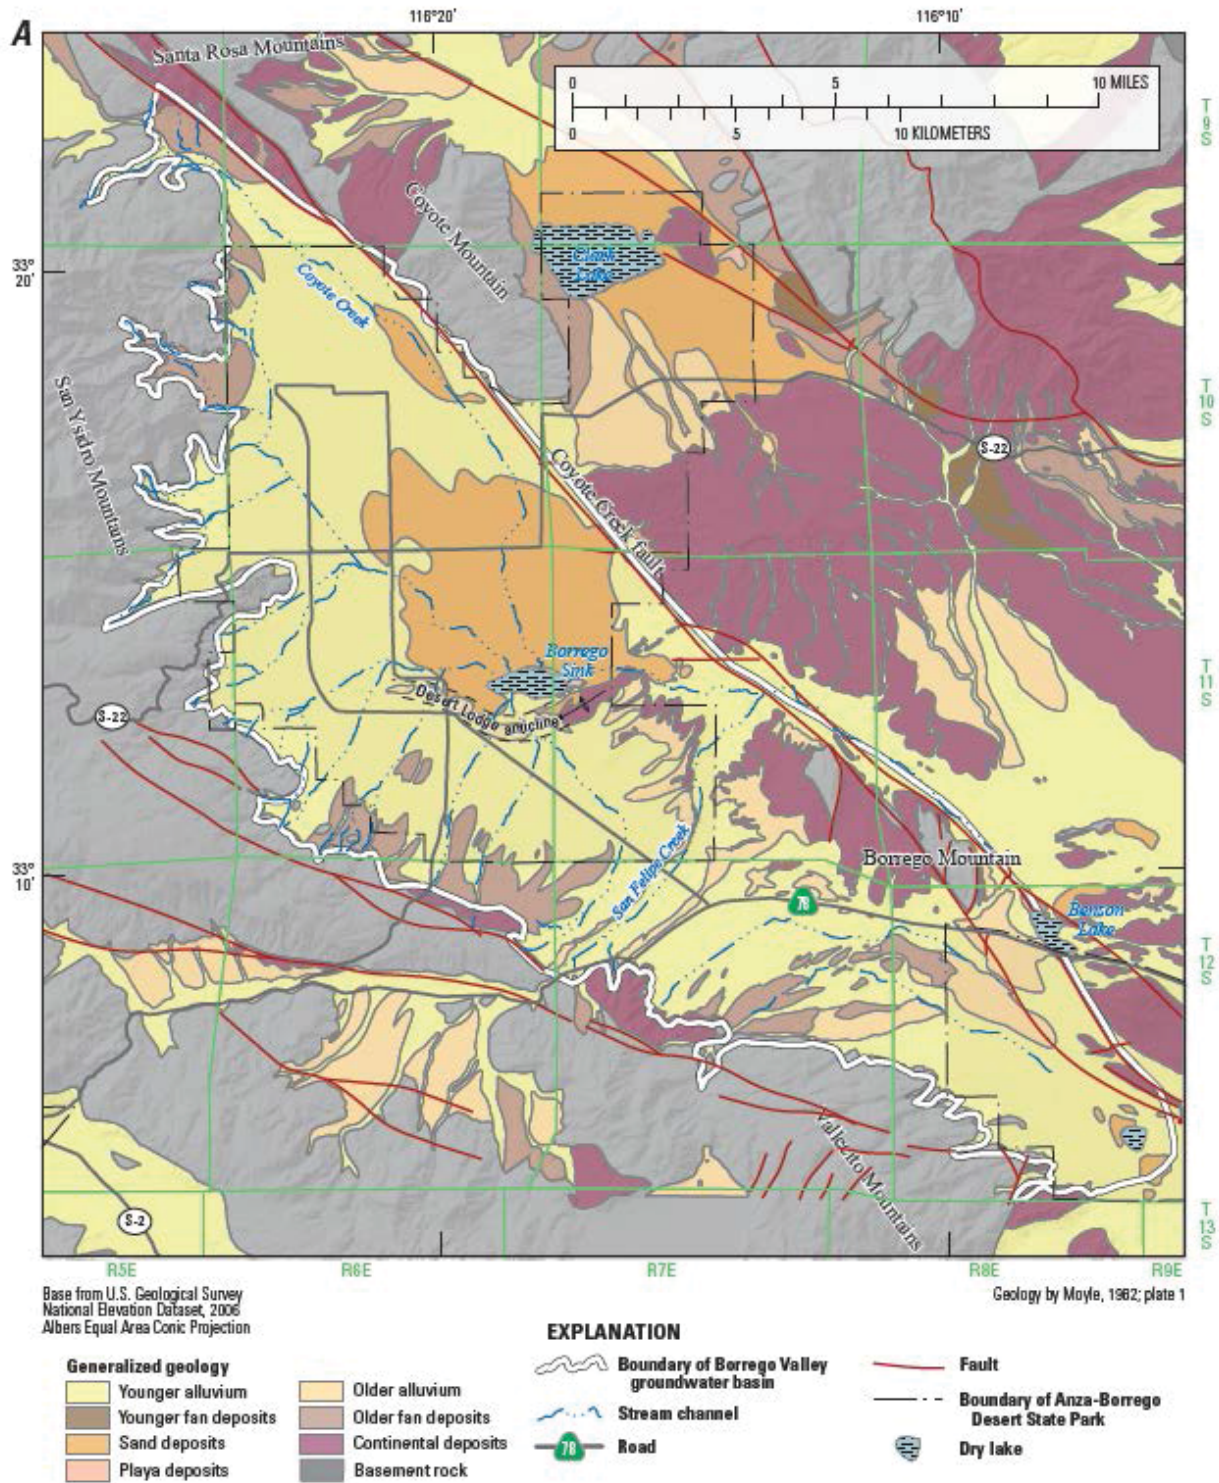 A
116°20'
116°10'
Santa Rosa Mountains
0
5
10 MILES
0
5
10 KILOMETERS
T
9
S
Coyote Mountain
33°
20'
Clark
Lake
Coyote Creek
San Ysidro Mountains
T
10
S
S-22
Coyote Creek fault
Borrego
Sink
T
11
S
S-22
Desert Lodge anticline
33°
10'
Borrego Mountain
San Felipe Creek
78
Benson
Lake
T
12
S
Vallecito Mountains
S-2
T
13
S
R5E
R6E
R7E
R8E
R9E
Base from U.S. Geological Survey
National Elevation Dataset, 2006
Albers Equal Area Conic Projection
Geology by Moyle, 1982; plate 1
EXPLANATION
Generalized geology
Younger alluvium
Younger fan deposits
Sand deposits
Playa deposits
Older alluvium
Older fan deposits
Continental deposits
Basement rock
Boundary of Borrego Valley
groundwater basin
Stream channel
78
Road
Fault
Boundary of Anza-Borrego
Desert State Park
Dry lake